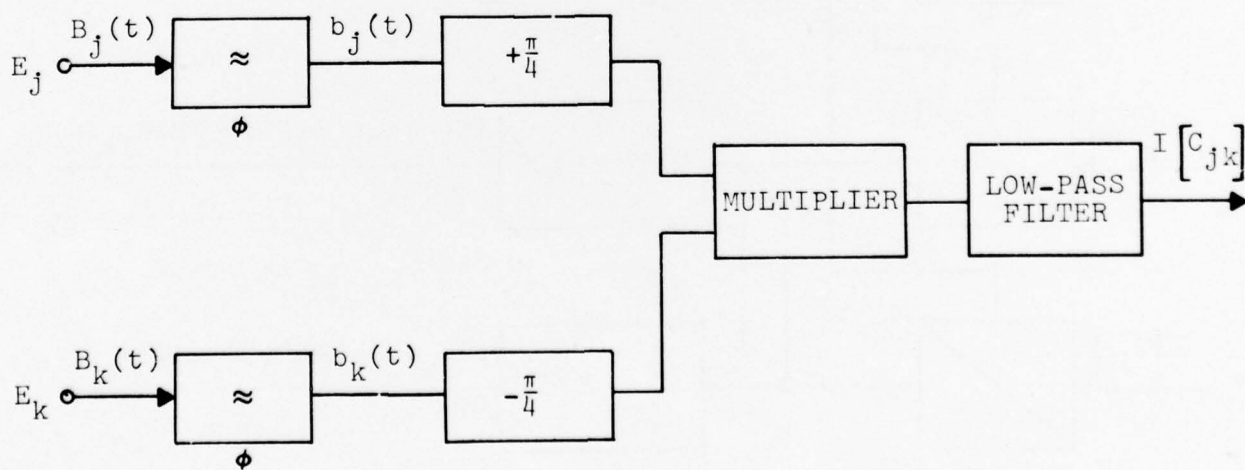 B_j(t)
b_j(t)
E_j
≈
+π/4
ϕ
MULTIPLIER
LOW-PASS
FILTER
I [C_jk]
B_k(t)
b_k(t)
E_k
≈
-π/4
ϕ